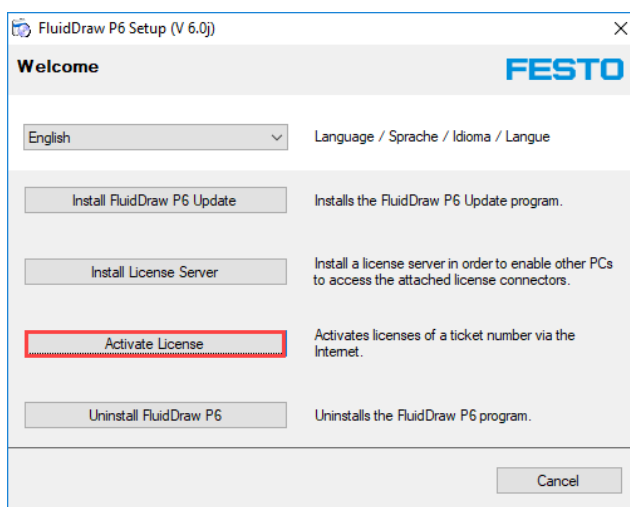 FluidDraw P6 Setup (V 6.0j)
Welcome
FESTO
English
Language / Sprache / Idioma / Langue
Install FluidDraw P6 Update
Installs the FluidDraw P6 Update program.
Install License Server
Install a license server in order to enable other PCs
to access the attached license connectors.
Activate License
Activates licenses of a ticket number via the
Internet.
Uninstall FluidDraw P6
Uninstalls the FluidDraw P6 program.
Cancel